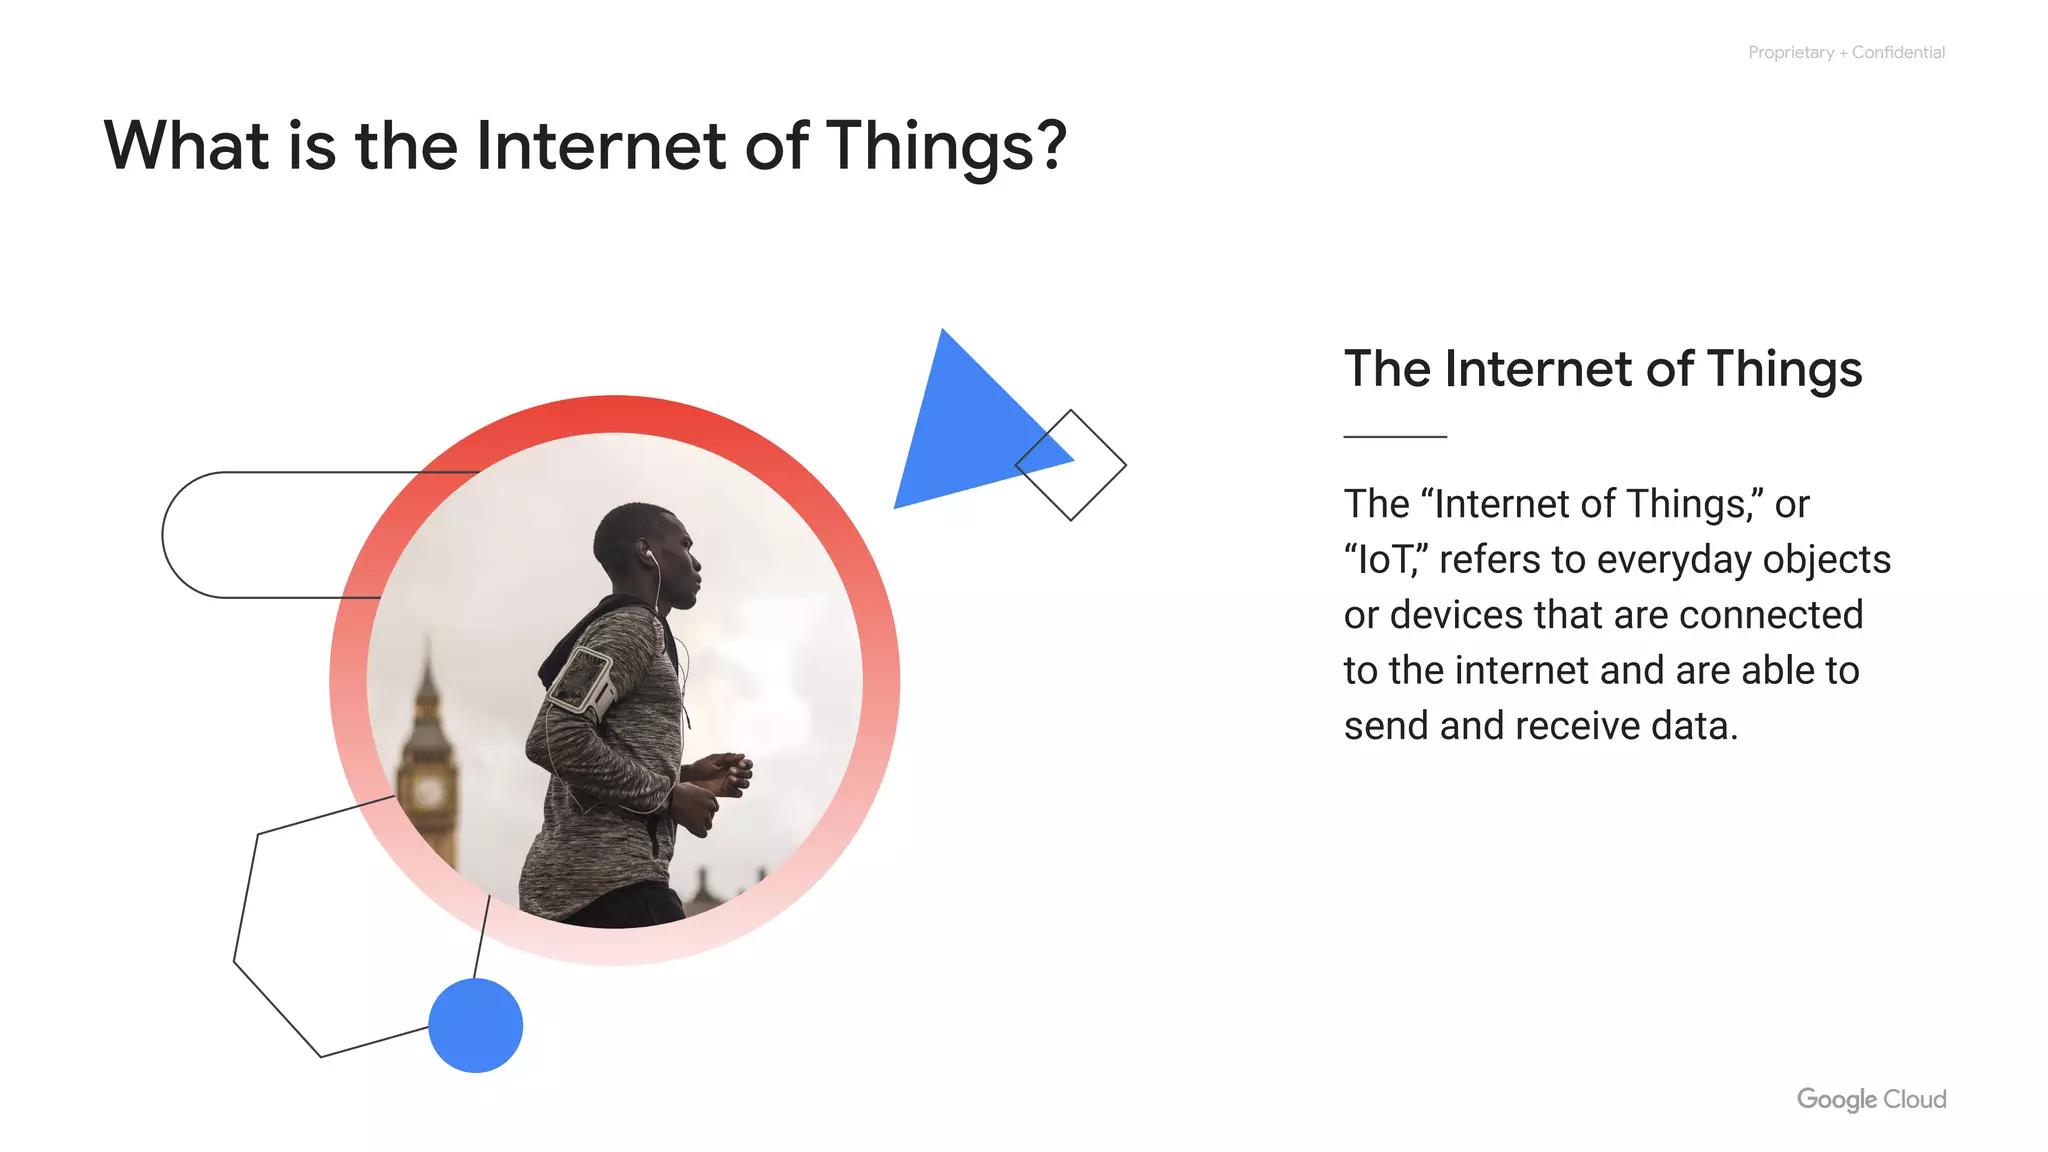 Proprietary + Confidential
What is the Internet of Things?
The Internet of Things
The “Internet of Things,” or
“IoT,” refers to everyday objects
or devices that are connected
to the internet and are able to
send and receive data.
Google Cloud